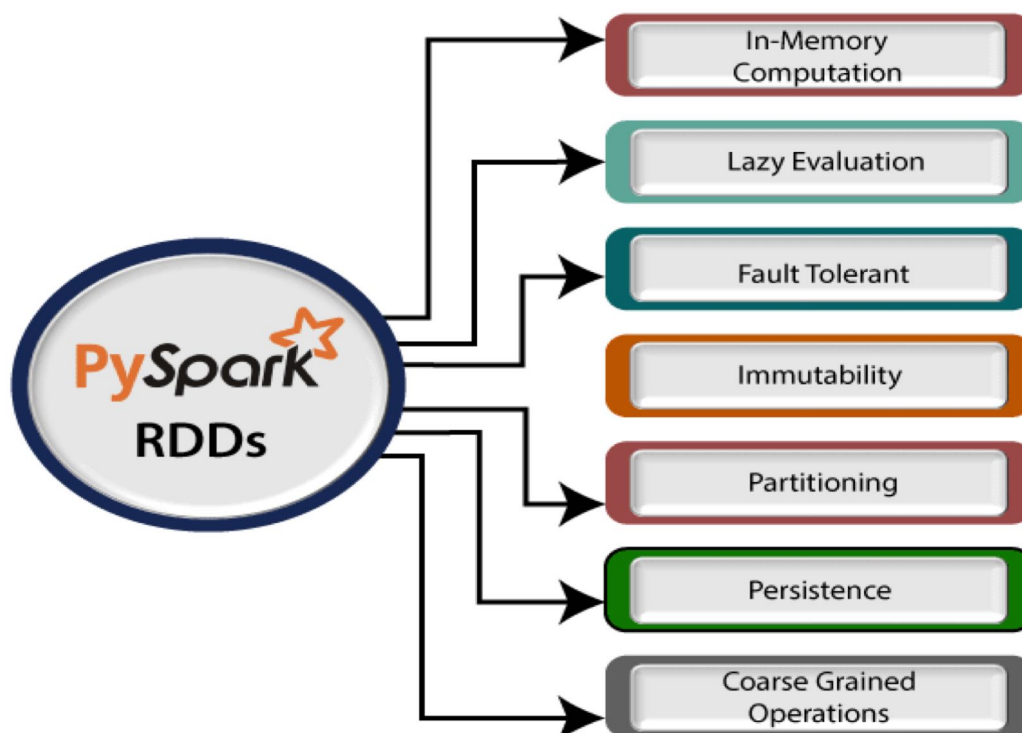 In-Memory
Computation
Lazy Evaluation
Fault Tolerant
PySpark
RDDs
Immutability
Partitioning
Persistence
Coarse Grained
Operations